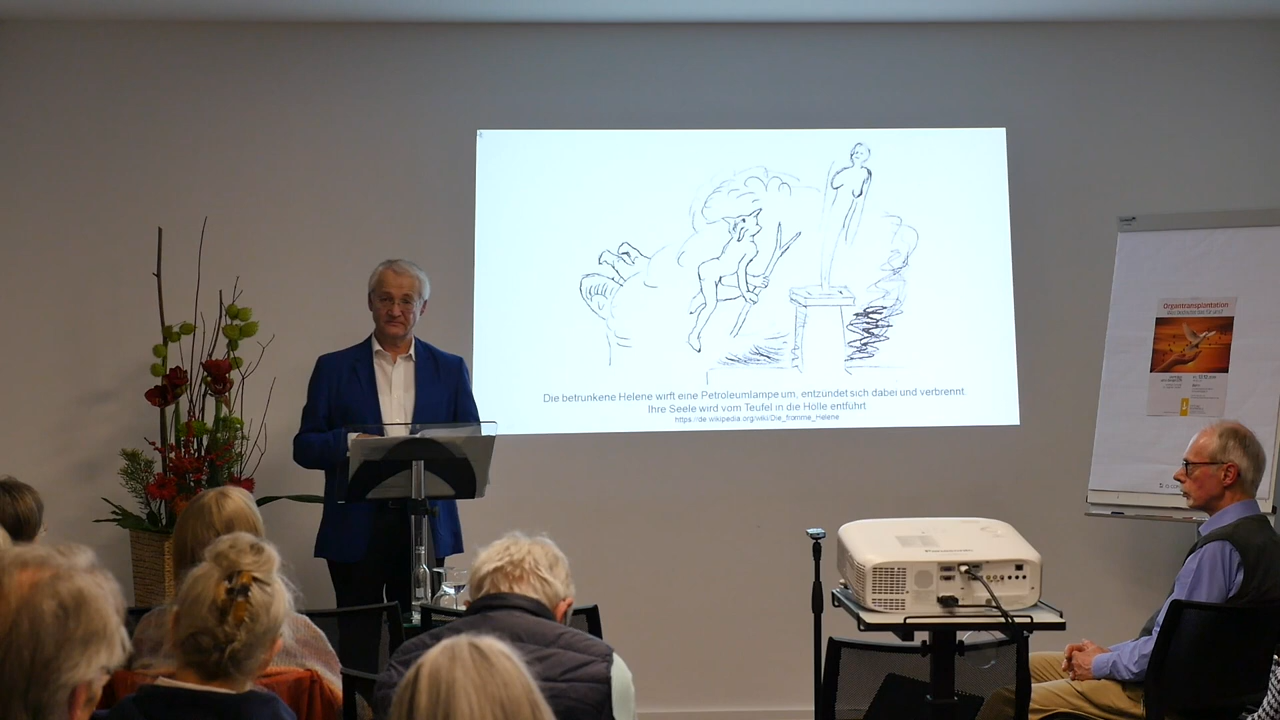 Die betrunkene Helene wirft eine Petroleumlampe um, entzündet sich dabei und verbrennt
Ihre Seele wird vom Teufel in die Hölle entführt
https://de.wikipedia.org/wiki/Die_fromme_Helene
Organtransplantation
Panasonic